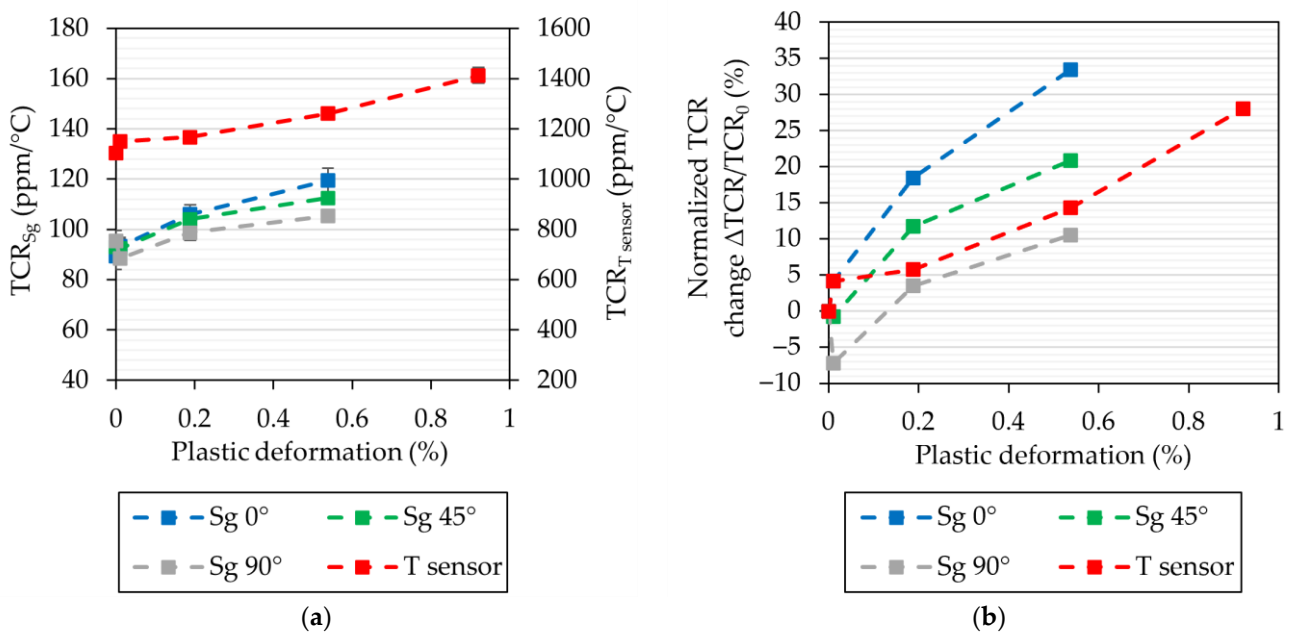 180
160
140
120
100
80
60
40
TCRSg (ppm/°C)
1600
1400
1200
1000
800
600
400
200
TCRT sensor (ppm/°C)
0 0.2 0.4 0.6 0.8 1
Plastic deformation (%)
Sg 0° Sg 45°
Sg 90° T sensor
(a)
40
35
30
25
20
15
10
5
0
−5
−10
Normalized TCR
change ΔTCR/TCR0 (%)
0 0.2 0.4 0.6 0.8 1
Plastic deformation (%)
Sg 0° Sg 45°
Sg 90° T sensor
(b)